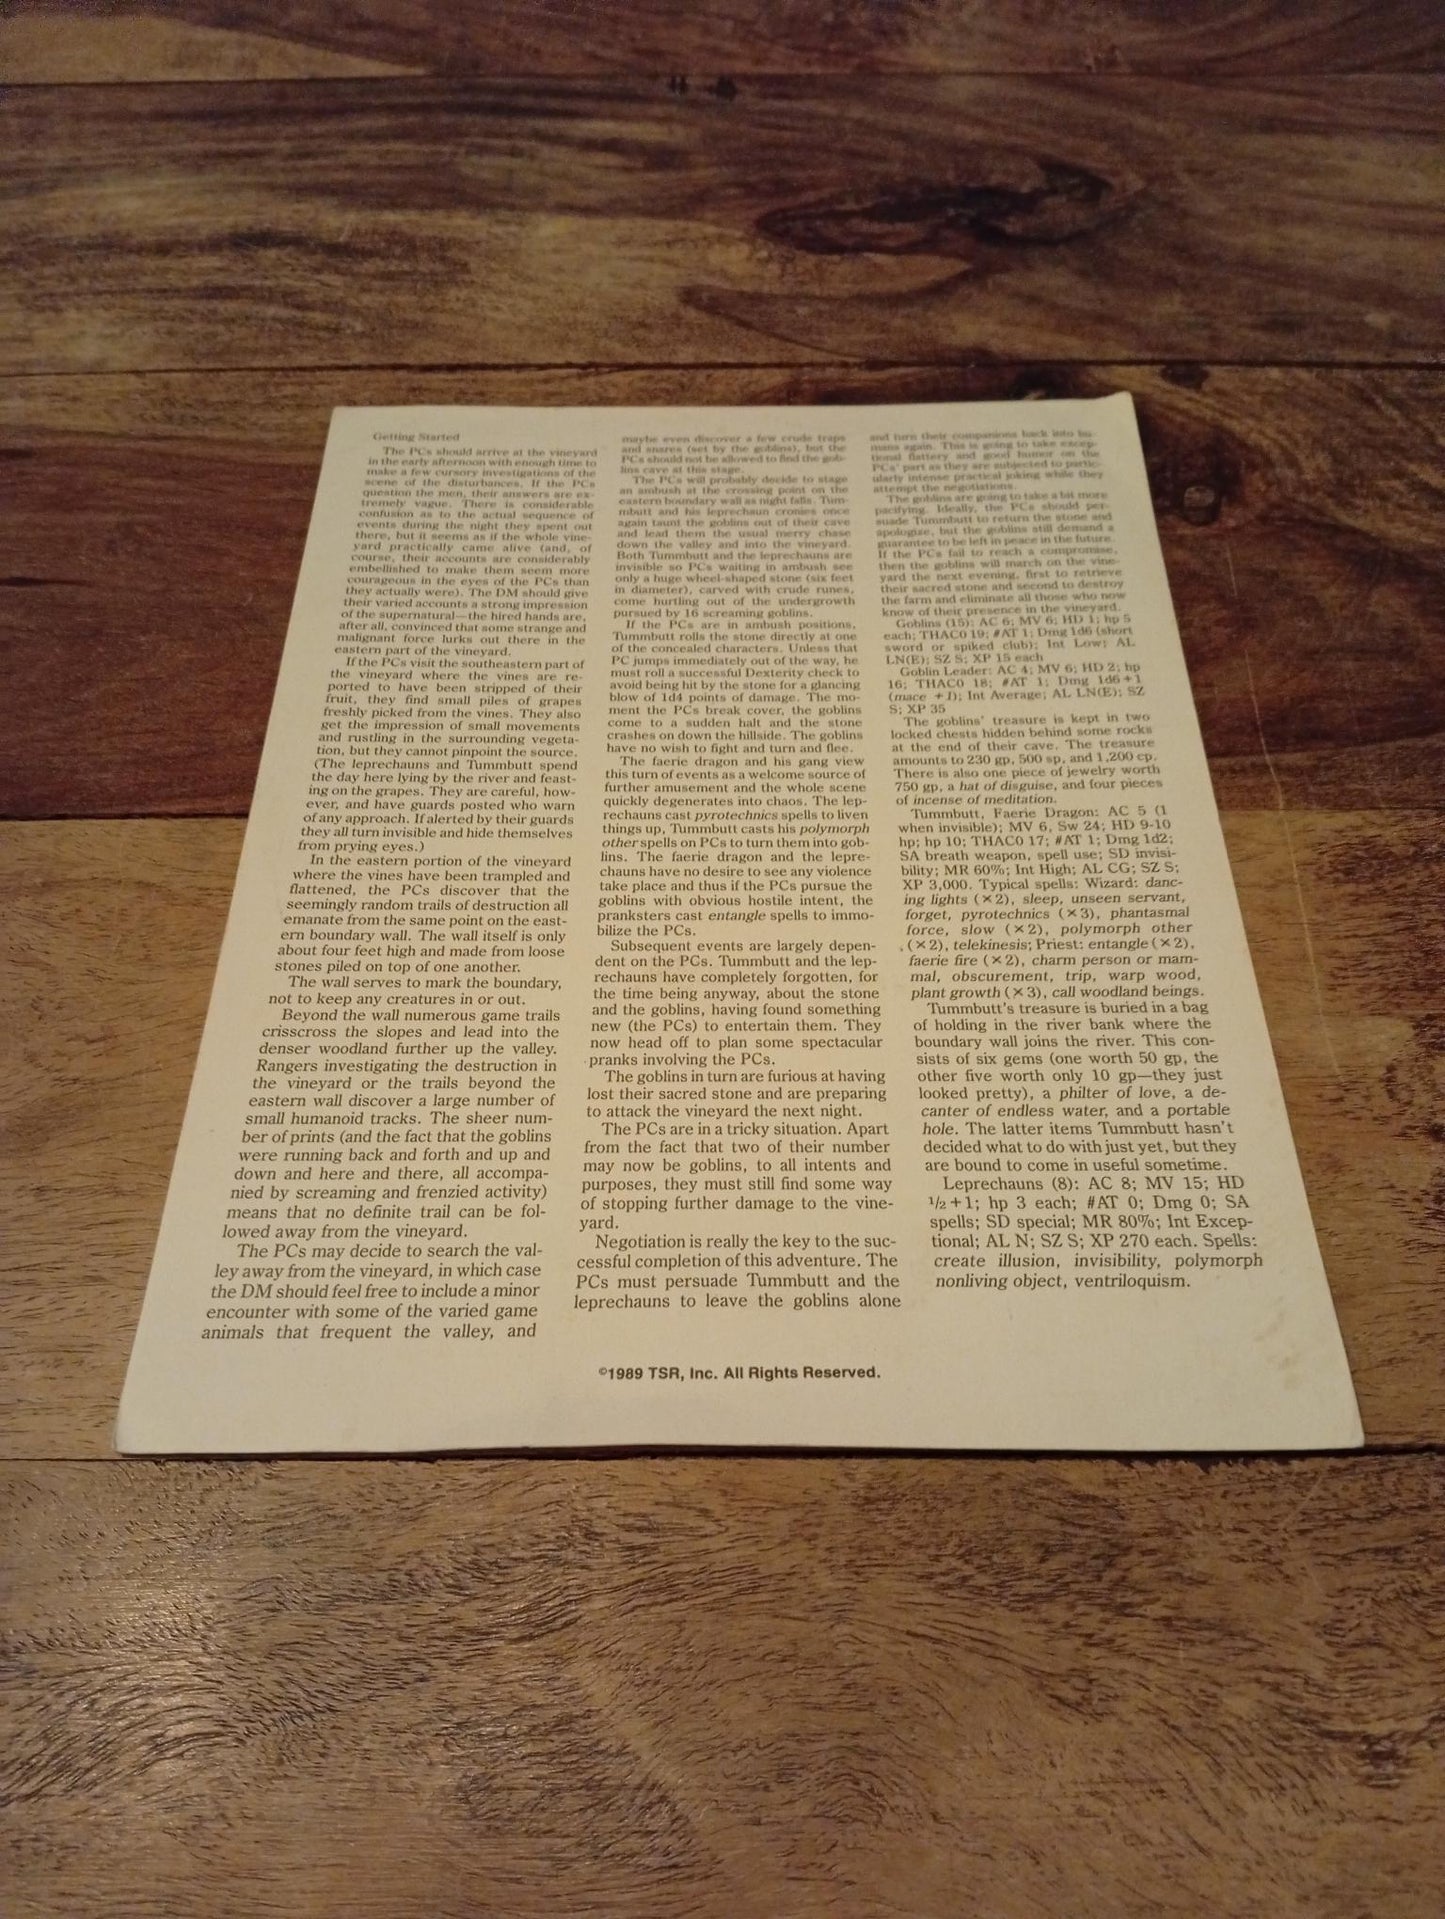 Getting Started
The PCs should arrive at the vineyard
in the early afternoon with enough time to
make a few cursory investigations of the
scene of the disturbances. If the PCs
question the men, their answers are ex-
tremely vague. There is considerable
confusion as to the actual sequence of
events during the night they spent out
there, but it seems as if the whole vine-
yard practically came alive (and, of
course, their accounts are considerably
embellished to make them seem more
courageous in the eyes of the PCs than
they actually were). The DM should give
their varied accounts a strong impression
of the supernatural—the hired hands are,
after all, convinced that some strange and
malignant force lurks out there in the
eastern part of the vineyard.
If the PCs visit the southeastern part of
the vineyard where the vines are re-
ported to have been stripped of their
fruit, they find small piles of grapes
freshly picked from the vines. They also
get the impression of small movements
and rustling in the surrounding vegeta-
tion, but they cannot pinpoint the source.
(The leprechauns and Tummbutt spend
the day here lying by the river and feast-
ing on the grapes. They are careful, how-
ever, and have guards posted who warn
of any approach. If alerted by their guards
they all turn invisible and hide themselves
from prying eyes.)
In the eastern portion of the vineyard
where the vines have been trampled and
flattened, the PCs discover that the
seemingly random trails of destruction all
emanate from the same point on the east-
ern boundary wall. The wall itself is only
about four feet high and made from loose
stones piled on top of one another.
The wall serves to mark the boundary,
not to keep any creatures in or out.
Beyond the wall numerous game trails
crisscross the slopes and lead into the
denser woodland further up the valley.
Rangers investigating the destruction in
the vineyard or the trails beyond the
eastern wall discover a large number of
small humanoid tracks. The sheer num-
ber of prints (and the fact that the goblins
were running back and forth and up and
down and here and there, all accompa-
nied by screaming and frenzied activity)
means that no definite trail can be fol-
lowed away from the vineyard.
The PCs may decide to search the val-
ley away from the vineyard, in which case
the DM should feel free to include a minor
encounter with some of the varied game
animals that frequent the valley, and
maybe even discover a few crude traps
and snares (set by the goblins), but the
PCs should not be allowed to find the gob-
lins cave at this stage.
The PCs will probably decide to stage
an ambush at the crossing point on the
eastern boundary wall as night falls. Tum-
mbutt and his leprechaun cronies once
again taunt the goblins out of their cave
and lead them the usual merry chase
down the valley and into the vineyard.
Both Tummbutt and the leprechauns are
invisible so PCs waiting in ambush see
only a huge wheel-shaped stone (six feet
in diameter), carved with crude runes,
come hurtling out of the undergrowth
pursued by 16 screaming goblins.
If the PCs are in ambush positions,
Tummbutt rolls the stone directly at one
of the concealed characters. Unless that
PC jumps immediately out of the way, he
must roll a successful Dexterity check to
avoid being hit by the stone for a glancing
blow of 1d4 points of damage. The mo-
ment the PCs break cover, the goblins
come to a sudden halt and the stone
crashes on down the hillside. The goblins
have no wish to fight and turn and flee.
The faerie dragon and his gang view
this turn of events as a welcome source of
further amusement and the whole scene
quickly degenerates into chaos. The lep-
rechauns cast pyrotechnics spells to liven
things up, Tummbutt casts his polymorph
other spells on PCs to turn them into gob-
lins. The faerie dragon and the lepre-
chauns have no desire to see any violence
take place and thus if the PCs pursue the
goblins with obvious hostile intent, the
pranksters cast entangle spells to immo-
bilize the PCs.
Subsequent events are largely depen-
dent on the PCs. Tummbutt and the lep-
rechauns have completely forgotten, for
the time being anyway, about the stone
and the goblins, having found something
new (the PCs) to entertain them. They
now head off to plan some spectacular
pranks involving the PCs.
The goblins in turn are furious at having
lost their sacred stone and are preparing
to attack the vineyard the next night.
The PCs are in a tricky situation. Apart
from the fact that two of their number
may now be goblins, to all intents and
purposes, they must still find some way
of stopping further damage to the vine-
yard.
Negotiation is really the key to the suc-
cessful completion of this adventure. The
PCs must persuade Tummbutt and the
leprechauns to leave the goblins alone
and turn their companions back into hu-
mans again. This is going to take excep-
tional flattery and good humor on the
PCs' part as they are subjected to partic-
ularly intense practical joking while they
attempt the negotiations.
The goblins are going to take a bit more
pacifying. Ideally, the PCs should per-
suade Tummbutt to return the stone and
apologize, but the goblins still demand a
guarantee to be left in peace in the future.
If the PCs fail to reach a compromise,
then the goblins will march on the vine-
yard the next evening, first to retrieve
their sacred stone and second to destroy
the farm and eliminate all those who now
know of their presence in the vineyard.
Goblins (15): AC 6; MV 6; HD 1; hp 5
each; THAC0 19; #AT 1; Dmg 1d6 (short
sword or spiked club); Int Low; AL
LN(E); SZ S; XP 15 each
Goblin Leader: AC 4; MV 6; HD 2; hp
16; THAC0 18; #AT 1; Dmg 1d6+1
(mace +1); Int Average; AL LN(E); SZ
S; XP 35
The goblins' treasure is kept in two
locked chests hidden behind some rocks
at the end of their cave. The treasure
amounts to 230 gp, 500 sp, and 1,200 cp.
There is also one piece of jewelry worth
750 gp, a hat of disguise, and four pieces
of incense of meditation.
Tummbutt, Faerie Dragon: AC 5 (1
when invisible); MV 6, Sw 24; HD 9-10
hp; hp 10; THAC0 17; #AT 1; Dmg 1d2;
SA breath weapon, spell use; SD invisi-
bility; MR 60%; Int High; AL CG; SZ S;
XP 3,000. Typical spells: Wizard: danc-
ing lights (×2), sleep, unseen servant,
forget, pyrotechnics (×3), phantasmal
force, slow (×2), polymorph other
(×2), telekinesis; Priest: entangle (×2),
faerie fire (×2), charm person or mam-
mal, obscurement, trip, warp wood,
plant growth (×3), call woodland beings.
Tummbutt's treasure is buried in a bag
of holding in the river bank where the
boundary wall joins the river. This con-
sists of six gems (one worth 50 gp, the
other five worth only 10 gp—they just
looked pretty), a philter of love, a de-
canter of endless water, and a portable
hole. The latter items Tummbutt hasn't
decided what to do with just yet, but they
are bound to come in useful sometime.
Leprechauns (8): AC 8; MV 15; HD
1/2+1; hp 3 each; #AT 0; Dmg 0; SA
spells; SD special; MR 80%; Int Excep-
tional; AL N; SZ S; XP 270 each. Spells:
create illusion, invisibility, polymorph
nonliving object, ventriloquism.
©1989 TSR, Inc. All Rights Reserved.